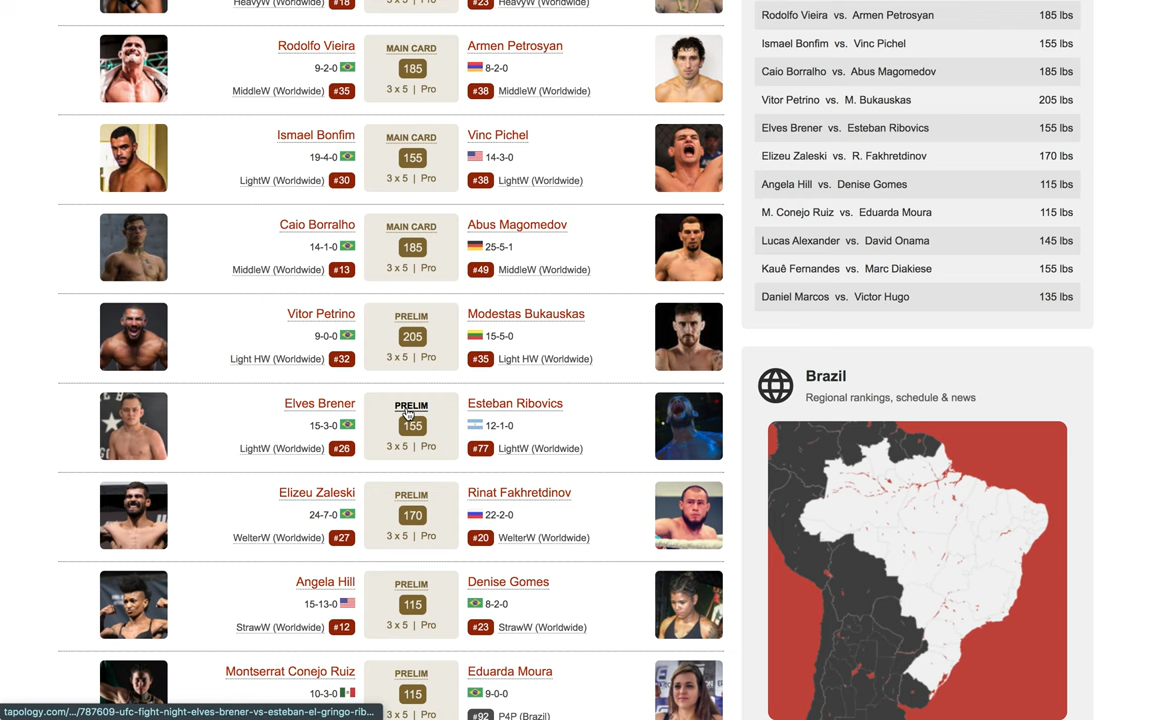 HeavyW (Worldwide) #18 #23 HeavyW (Worldwide)
Rodolfo Vieira MAIN CARD Armen Petrosyan
9-2-0 185 8-2-0
MiddleW (Worldwide) #35 3 x 5 | Pro #38 MiddleW (Worldwide)
Ismael Bonfim MAIN CARD Vinc Pichel
19-4-0 155 14-3-0
LightW (Worldwide) #30 3 x 5 | Pro #38 LightW (Worldwide)
Caio Borralho MAIN CARD Abus Magomedov
14-1-0 185 25-5-1
MiddleW (Worldwide) #13 3 x 5 | Pro #49 MiddleW (Worldwide)
Vitor Petrino PRELIM Modestas Bukauskas
9-0-0 205 15-5-0
Light HW (Worldwide) #32 3 x 5 | Pro #35 Light HW (Worldwide)
Elves Brener PRELIM Esteban Ribovics
15-3-0 155 12-1-0
LightW (Worldwide) #26 3 x 5 | Pro #77 LightW (Worldwide)
Elizeu Zaleski PRELIM Rinat Fakhretdinov
24-7-0 170 22-2-0
WelterW (Worldwide) #27 3 x 5 | Pro #20 WelterW (Worldwide)
Angela Hill PRELIM Denise Gomes
15-13-0 115 8-2-0
StrawW (Worldwide) #12 3 x 5 | Pro #23 StrawW (Worldwide)
Montserrat Conejo Ruiz PRELIM Eduarda Moura
10-3-0 115 9-0-0
3 x 5 | Pro #92 P4P (Brazil)
tapology.com/.../787609-ufc-fight-night-elves-brener-vs-esteban-el-gringo-rib...
Rodolfo Vieira vs. Armen Petrosyan 185 lbs
Ismael Bonfim vs. Vinc Pichel 155 lbs
Caio Borralho vs. Abus Magomedov 185 lbs
Vitor Petrino vs. M. Bukauskas 205 lbs
Elves Brener vs. Esteban Ribovics 155 lbs
Elizeu Zaleski vs. R. Fakhretdinov 170 lbs
Angela Hill vs. Denise Gomes 115 lbs
M. Conejo Ruiz vs. Eduarda Moura 115 lbs
Lucas Alexander vs. David Onama 145 lbs
Kauê Fernandes vs. Marc Diakiese 155 lbs
Daniel Marcos vs. Victor Hugo 135 lbs
Brazil
Regional rankings, schedule & news